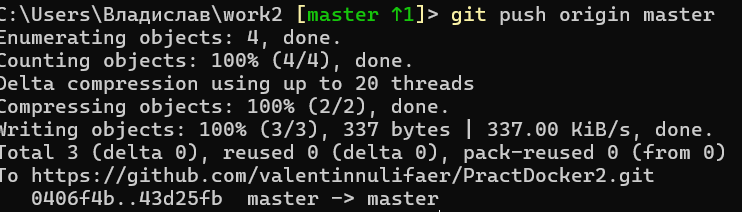 C:\Users\Владислав\work2 [master ↑1]> git push origin master
Enumerating objects: 4, done.
Counting objects: 100% (4/4), done.
Delta compression using up to 20 threads
Compressing objects: 100% (2/2), done.
Writing objects: 100% (3/3), 337 bytes | 337.00 KiB/s, done.
Total 3 (delta 0), reused 0 (delta 0), pack-reused 0 (from 0)
To https://github.com/valentinnulifaer/PractDocker2.git
   0406f4b..43d25fb  master -> master